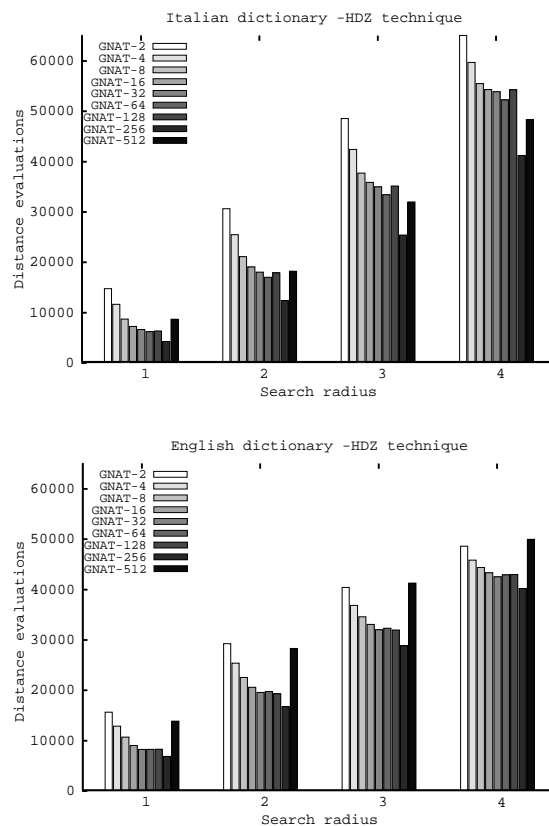 Italian dictionary -HDZ technique
GNAT-2
GNAT-4
GNAT-8
GNAT-16
GNAT-32
GNAT-64
GNAT-128
GNAT-256
GNAT-512
Distance evaluations
60000
50000
40000
30000
20000
10000
0
1 2 3 4
Search radius
English dictionary -HDZ technique
GNAT-2
GNAT-4
GNAT-8
GNAT-16
GNAT-32
GNAT-64
GNAT-128
GNAT-256
GNAT-512
Distance evaluations
60000
50000
40000
30000
20000
10000
0
1 2 3 4
Search radius